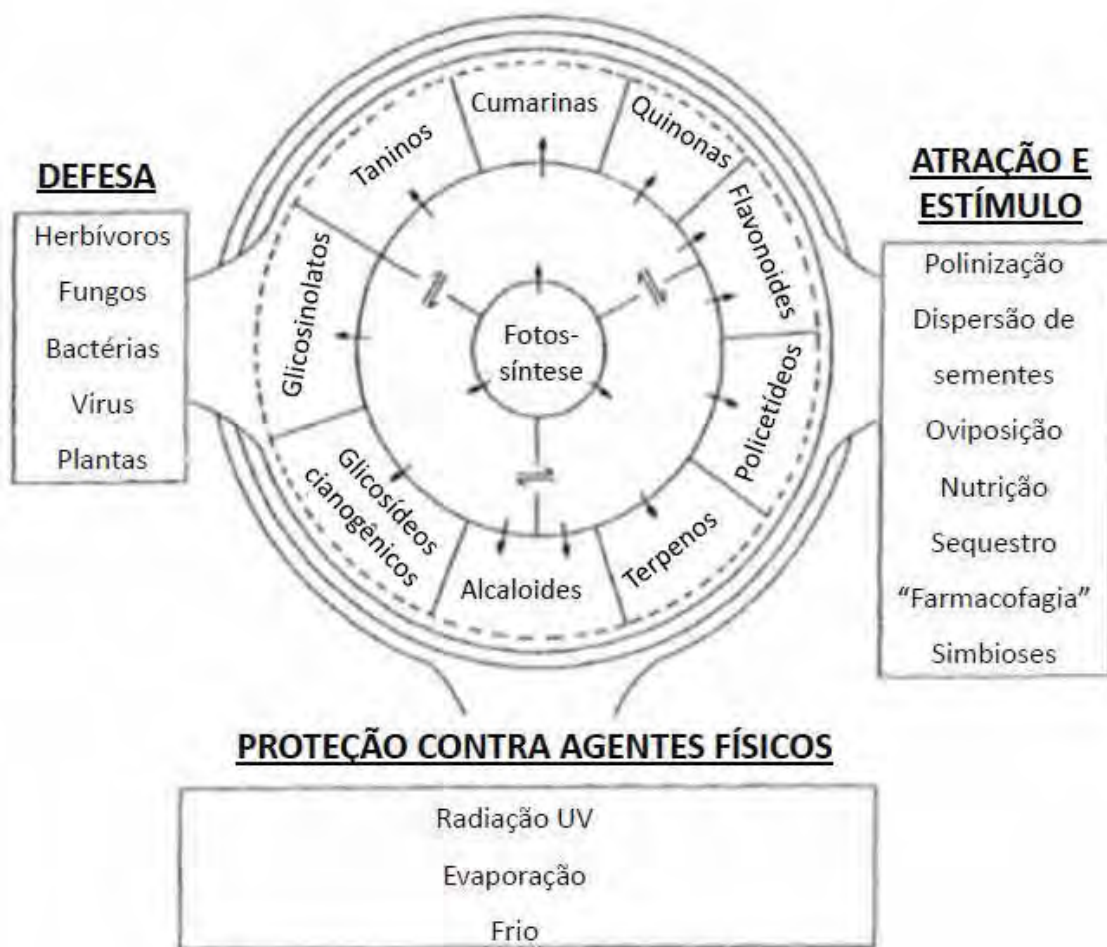 DEFESA
Herbívoros
Fungos
Bactérias
Vírus
Plantas
Cumarinas
Quinonas
Flavonoides
Policetídeos
Terpenos
Alcaloides
Glicosídeos
cianogênicos
Glicosinolatos
Taninos
Fotos-
síntese
ATRAÇÃO E
ESTÍMULO
Polinização
Dispersão de
sementes
Oviposição
Nutrição
Sequestro
“Farmacofagia”
Simbioses
PROTEÇÃO CONTRA AGENTES FÍSICOS
Radiação UV
Evaporação
Frio